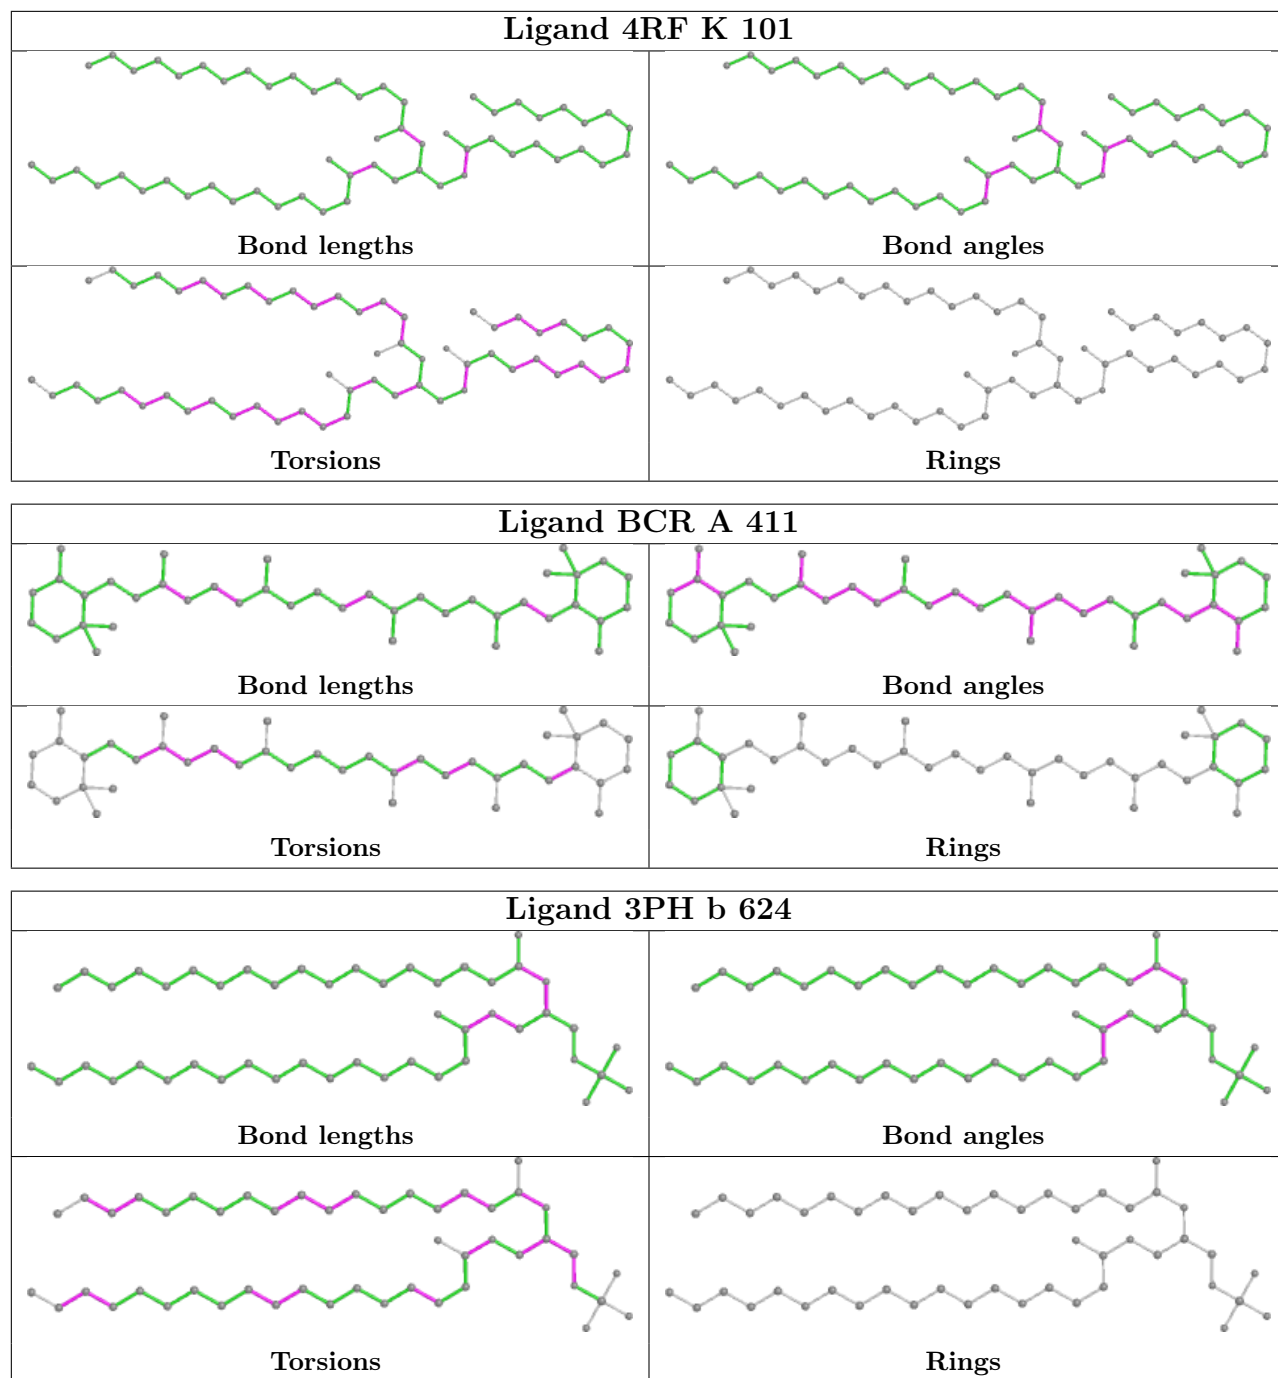 Ligand 4RF K 101
Bond lengths
Bond angles
Torsions
Rings
Ligand BCR A 411
Bond lengths
Bond angles
Torsions
Rings
Ligand 3PH b 624
Bond lengths
Bond angles
Torsions
Rings